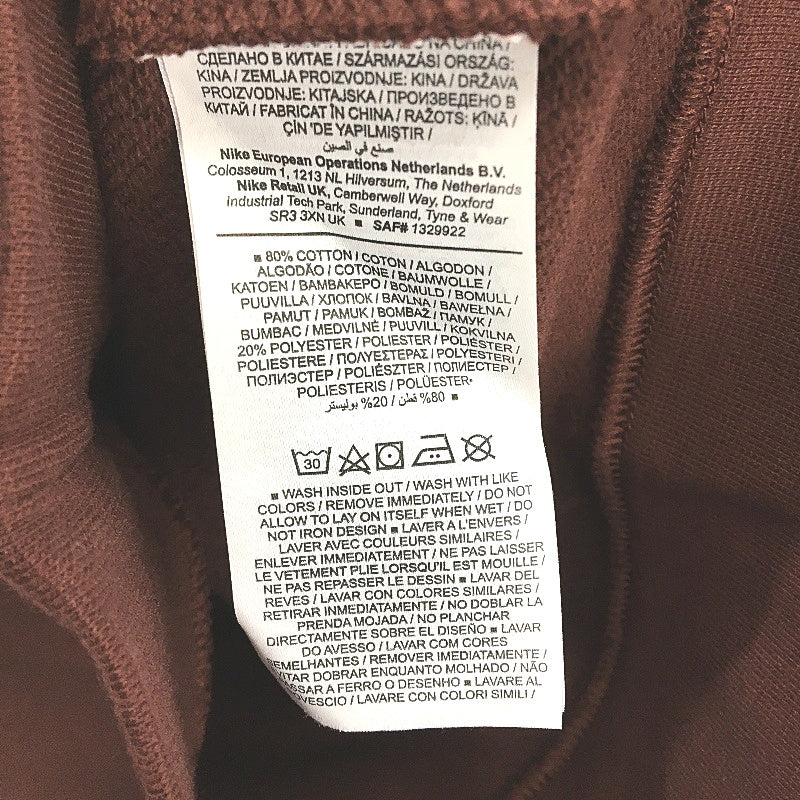 СДЕЛАНО В КИТАЕ / SZÁRMAZÁSI ORSZÁG:
KINA / ZEMLJA PROIZVODNJE: KINA / DRŽAVA
PROIZVODNJE: KITAJSKA / ПРОИЗВЕДЕНО В
КИТАЙ / FABRICAT ÎN CHINA / RAŽOTS: ĶĪNĀ /
ÇİN 'DE YAPILMIŞTIR /
صنع في الصين
Nike European Operations Netherlands B.V.
Colosseum 1, 1213 NL Hilversum, The Netherlands
Nike Retail UK, Camberwell Way, Doxford
Industrial Tech Park, Sunderland, Tyne & Wear
SR3 3XN UK ■ SAF# 1329922
■ 80% COTTON / COTON / ALGODON /
ALGODÃO / COTONE / BAUMWOLLE /
KATOEN / ΒΑΜΒΑΚΕΡΟ / BOMULD / BOMULL /
PUUVILLA / ХЛОПОК / BAVLNA / BAWEŁNA /
PAMUT / PAMUK / BOMBAŽ / ПАМУК /
BUMBAC / MEDVILNĖ / PUUVILL / KOKVILNA
20% POLYESTER / POLIESTER / POLIÉSTER /
POLIESTERE / ΠΟΛΥΕΣΤΕΡΑΣ / POLYESTERI /
ПОЛИЭСТЕР / POLIÉSZTER / ПОЛИЕСТЕР /
POLIESTERIS / POLÜESTER
80% قطن / 20% بوليستر ■
30
■ WASH INSIDE OUT / WASH WITH LIKE
COLORS / REMOVE IMMEDIATELY / DO NOT
ALLOW TO LAY ON ITSELF WHEN WET / DO
NOT IRON DESIGN ■ LAVER A L'ENVERS /
LAVER AVEC COULEURS SIMILAIRES /
ENLEVER IMMEDIATEMENT / NE PAS LAISSER
LE VETEMENT PLIE LORSQU'IL EST MOUILLE /
NE PAS REPASSER LE DESSIN ■ LAVAR DEL
REVES / LAVAR CON COLORES SIMILARES /
RETIRAR INMEDIATAMENTE / NO DOBLAR LA
PRENDA MOJADA / NO PLANCHAR
DIRECTAMENTE SOBRE EL DISEÑO ■ LAVAR
DO AVESSO / LAVAR COM CORES
SEMELHANTES / REMOVER IMEDIATAMENTE /
VITAR DOBRAR ENQUANTO MOLHADO / NÃO
SSAR A FERRO O DESENHO ■ LAVARE AL
OVESCIO / LAVARE CON COLORI SIMILI /